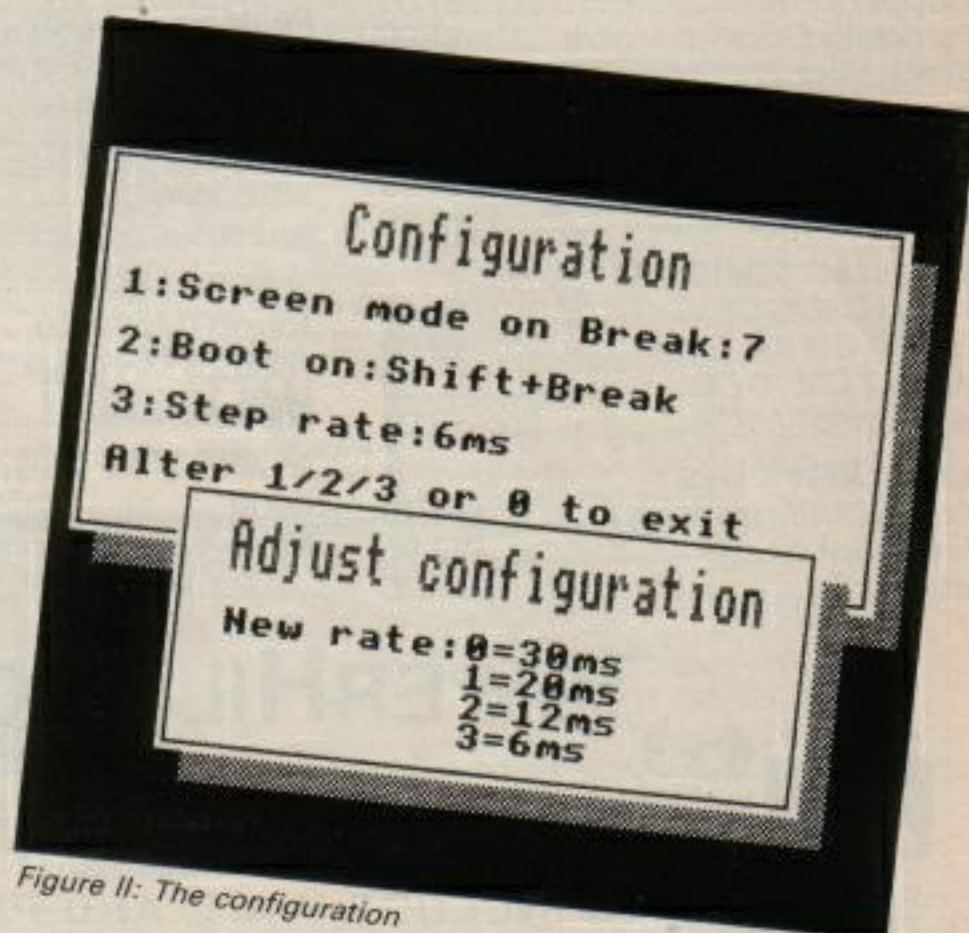 Configuration
1:Screen mode on Break:7
2:Boot on:Shift+Break
3:Step rate:6ms
Alter 1/2/3 or 0 to exit
Adjust configuration
New rate:0=30ms
1=20ms
2=12ms
3=6ms
Figure II: The configuration